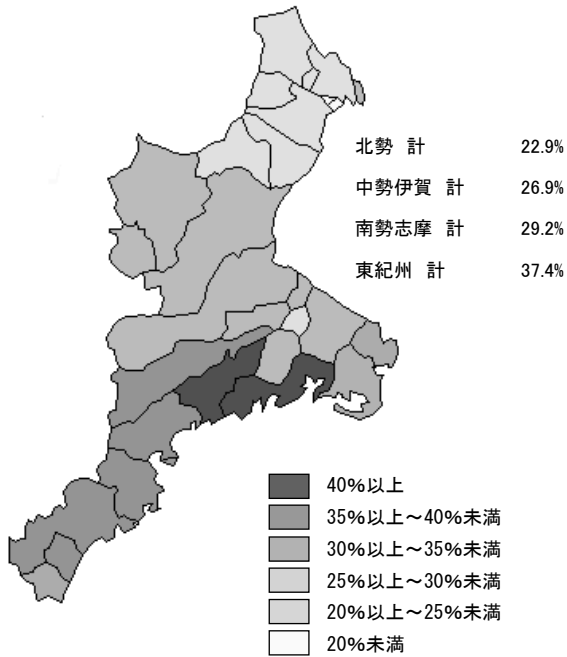 北勢 計 22.9%
中勢伊賀 計 26.9%
南勢志摩 計 29.2%
東紀州 計 37.4%
40%以上
35%以上～40%未満
30%以上～35%未満
25%以上～30%未満
20%以上～25%未満
20%未満